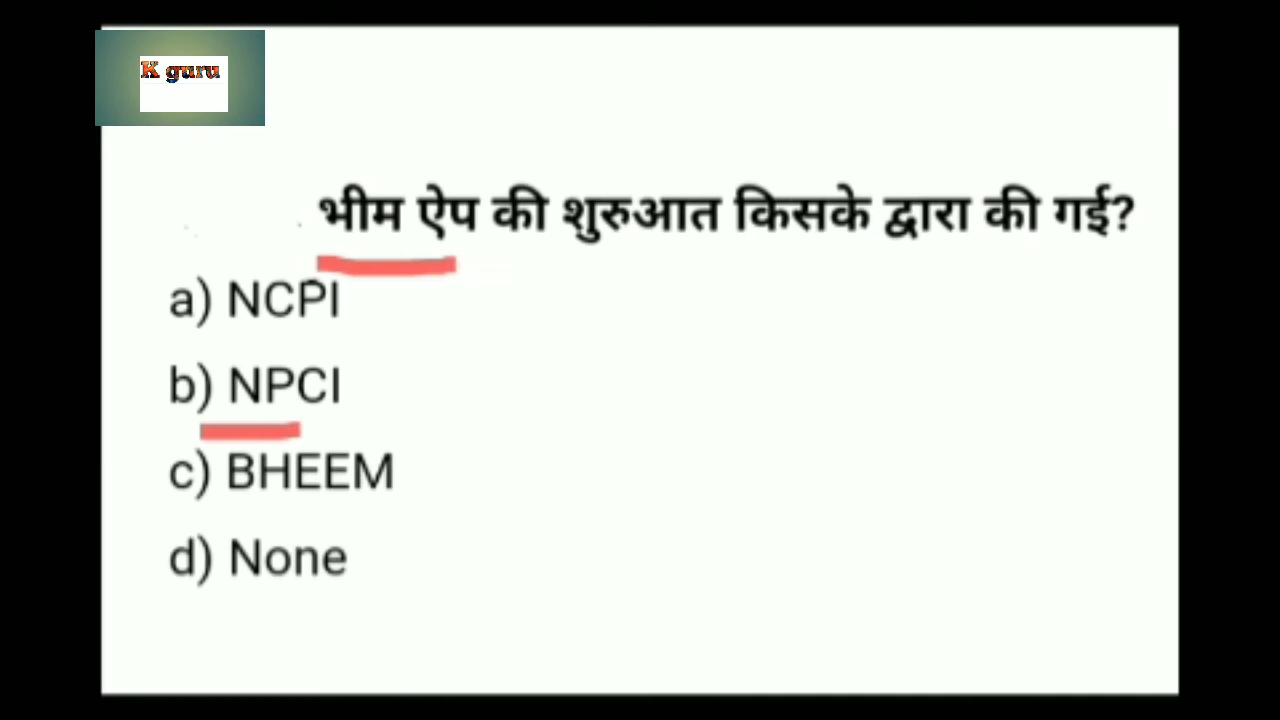 K guru
भीम ऐप की शुरुआत किसके द्वारा की गई?
a) NCPI
b) NPCI
c) BHEEM
d) None